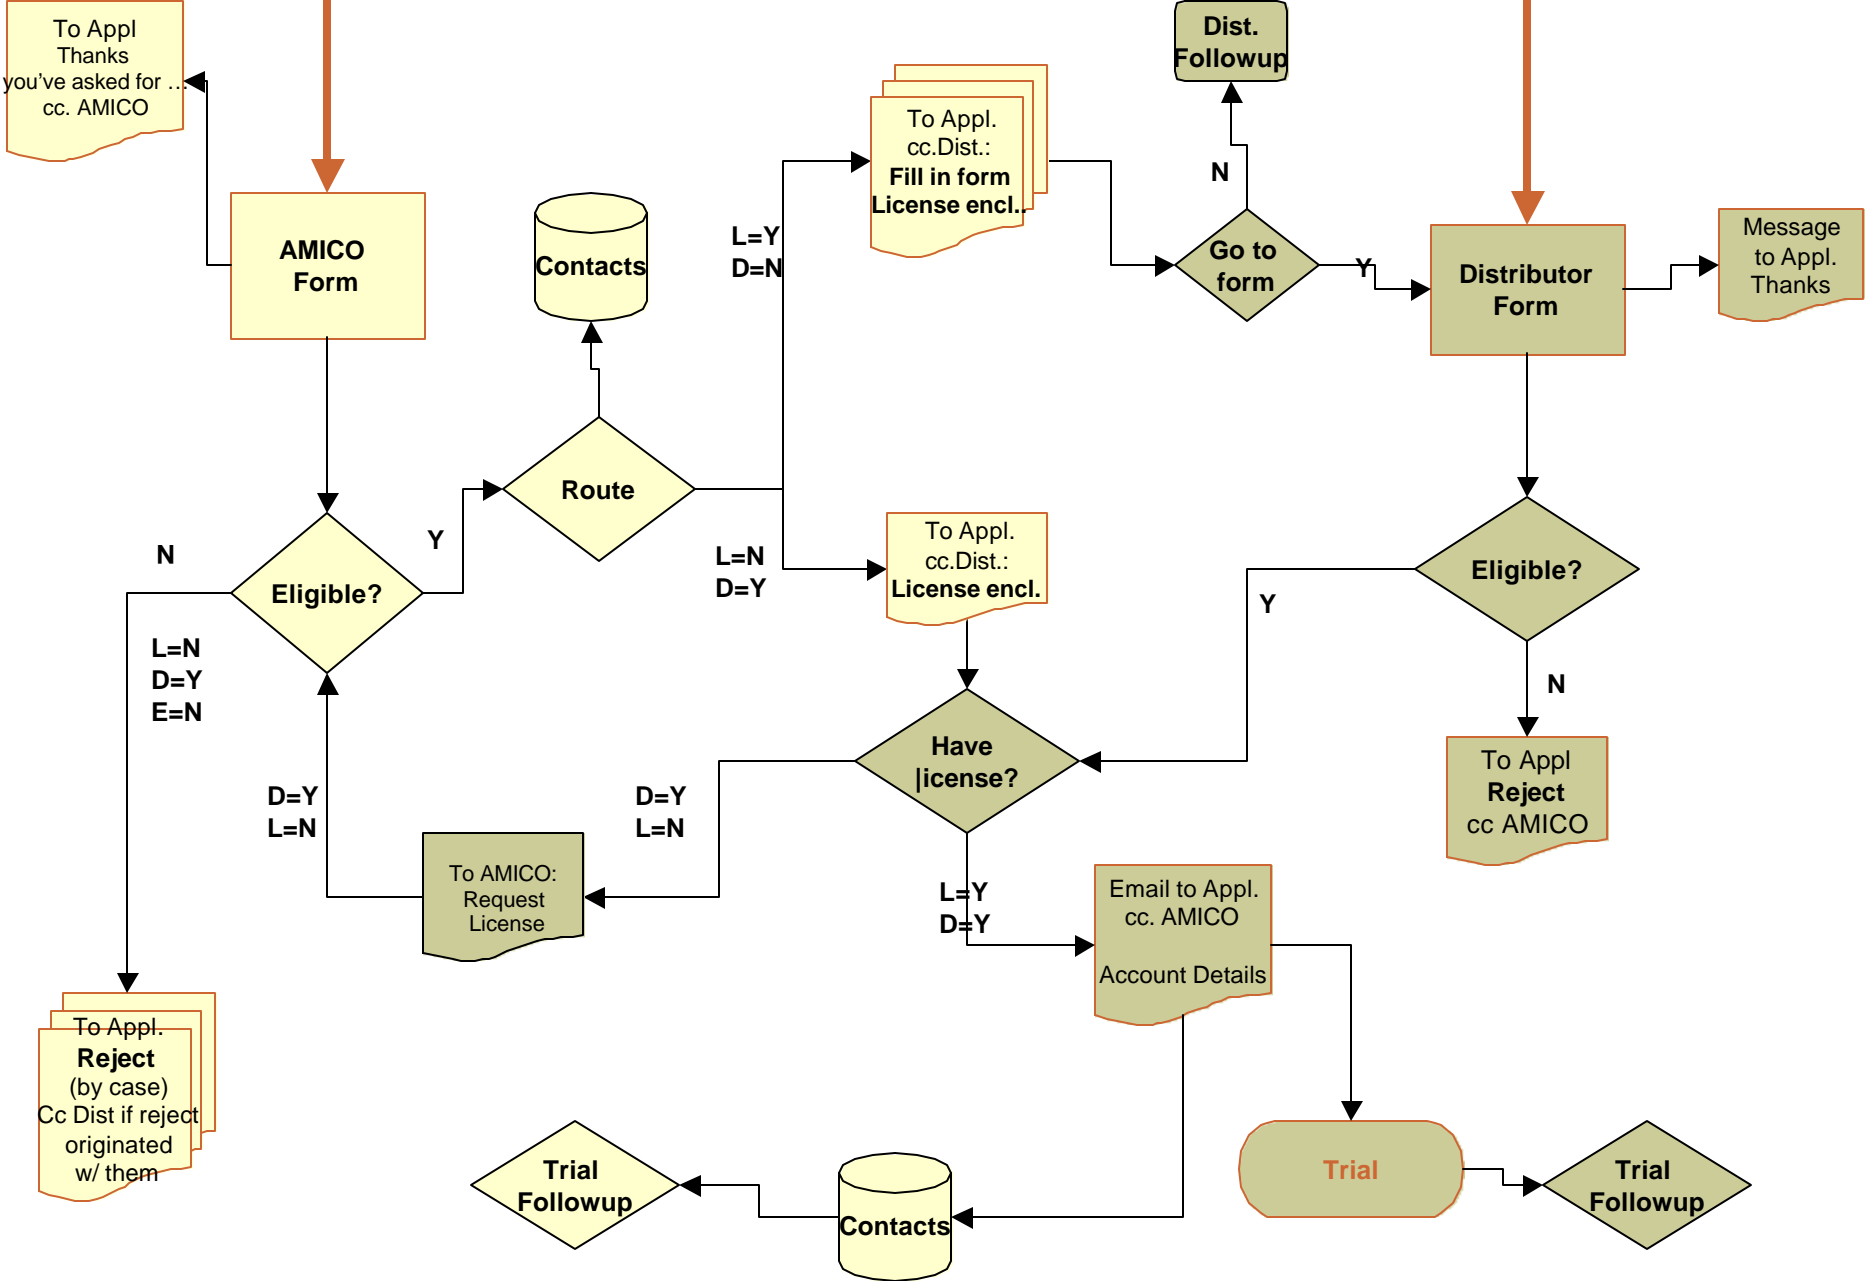 To Appl
Thanks
you've asked for ...
cc. AMICO
AMICO
Form
Contacts
L=Y
D=N
To Appl.
cc.Dist.:
Fill in form
License encl..
Dist.
Followup
N
Go to
form
Y
Distributor
Form
Message
to Appl.
Thanks
N
Eligible?
Y
Route
L=N
D=Y
To Appl.
cc.Dist.:
License encl.
Eligible?
Y
N
L=N
D=Y
E=N
D=Y
L=N
To AMICO:
Request
License
D=Y
L=N
Have
|icense?
L=Y
D=Y
Email to Appl.
cc. AMICO
Account Details
To Appl
Reject
cc AMICO
To Appl.
Reject
(by case)
Cc Dist if reject
originated
w/ them
Trial
Followup
Contacts
Trial
Trial
Followup